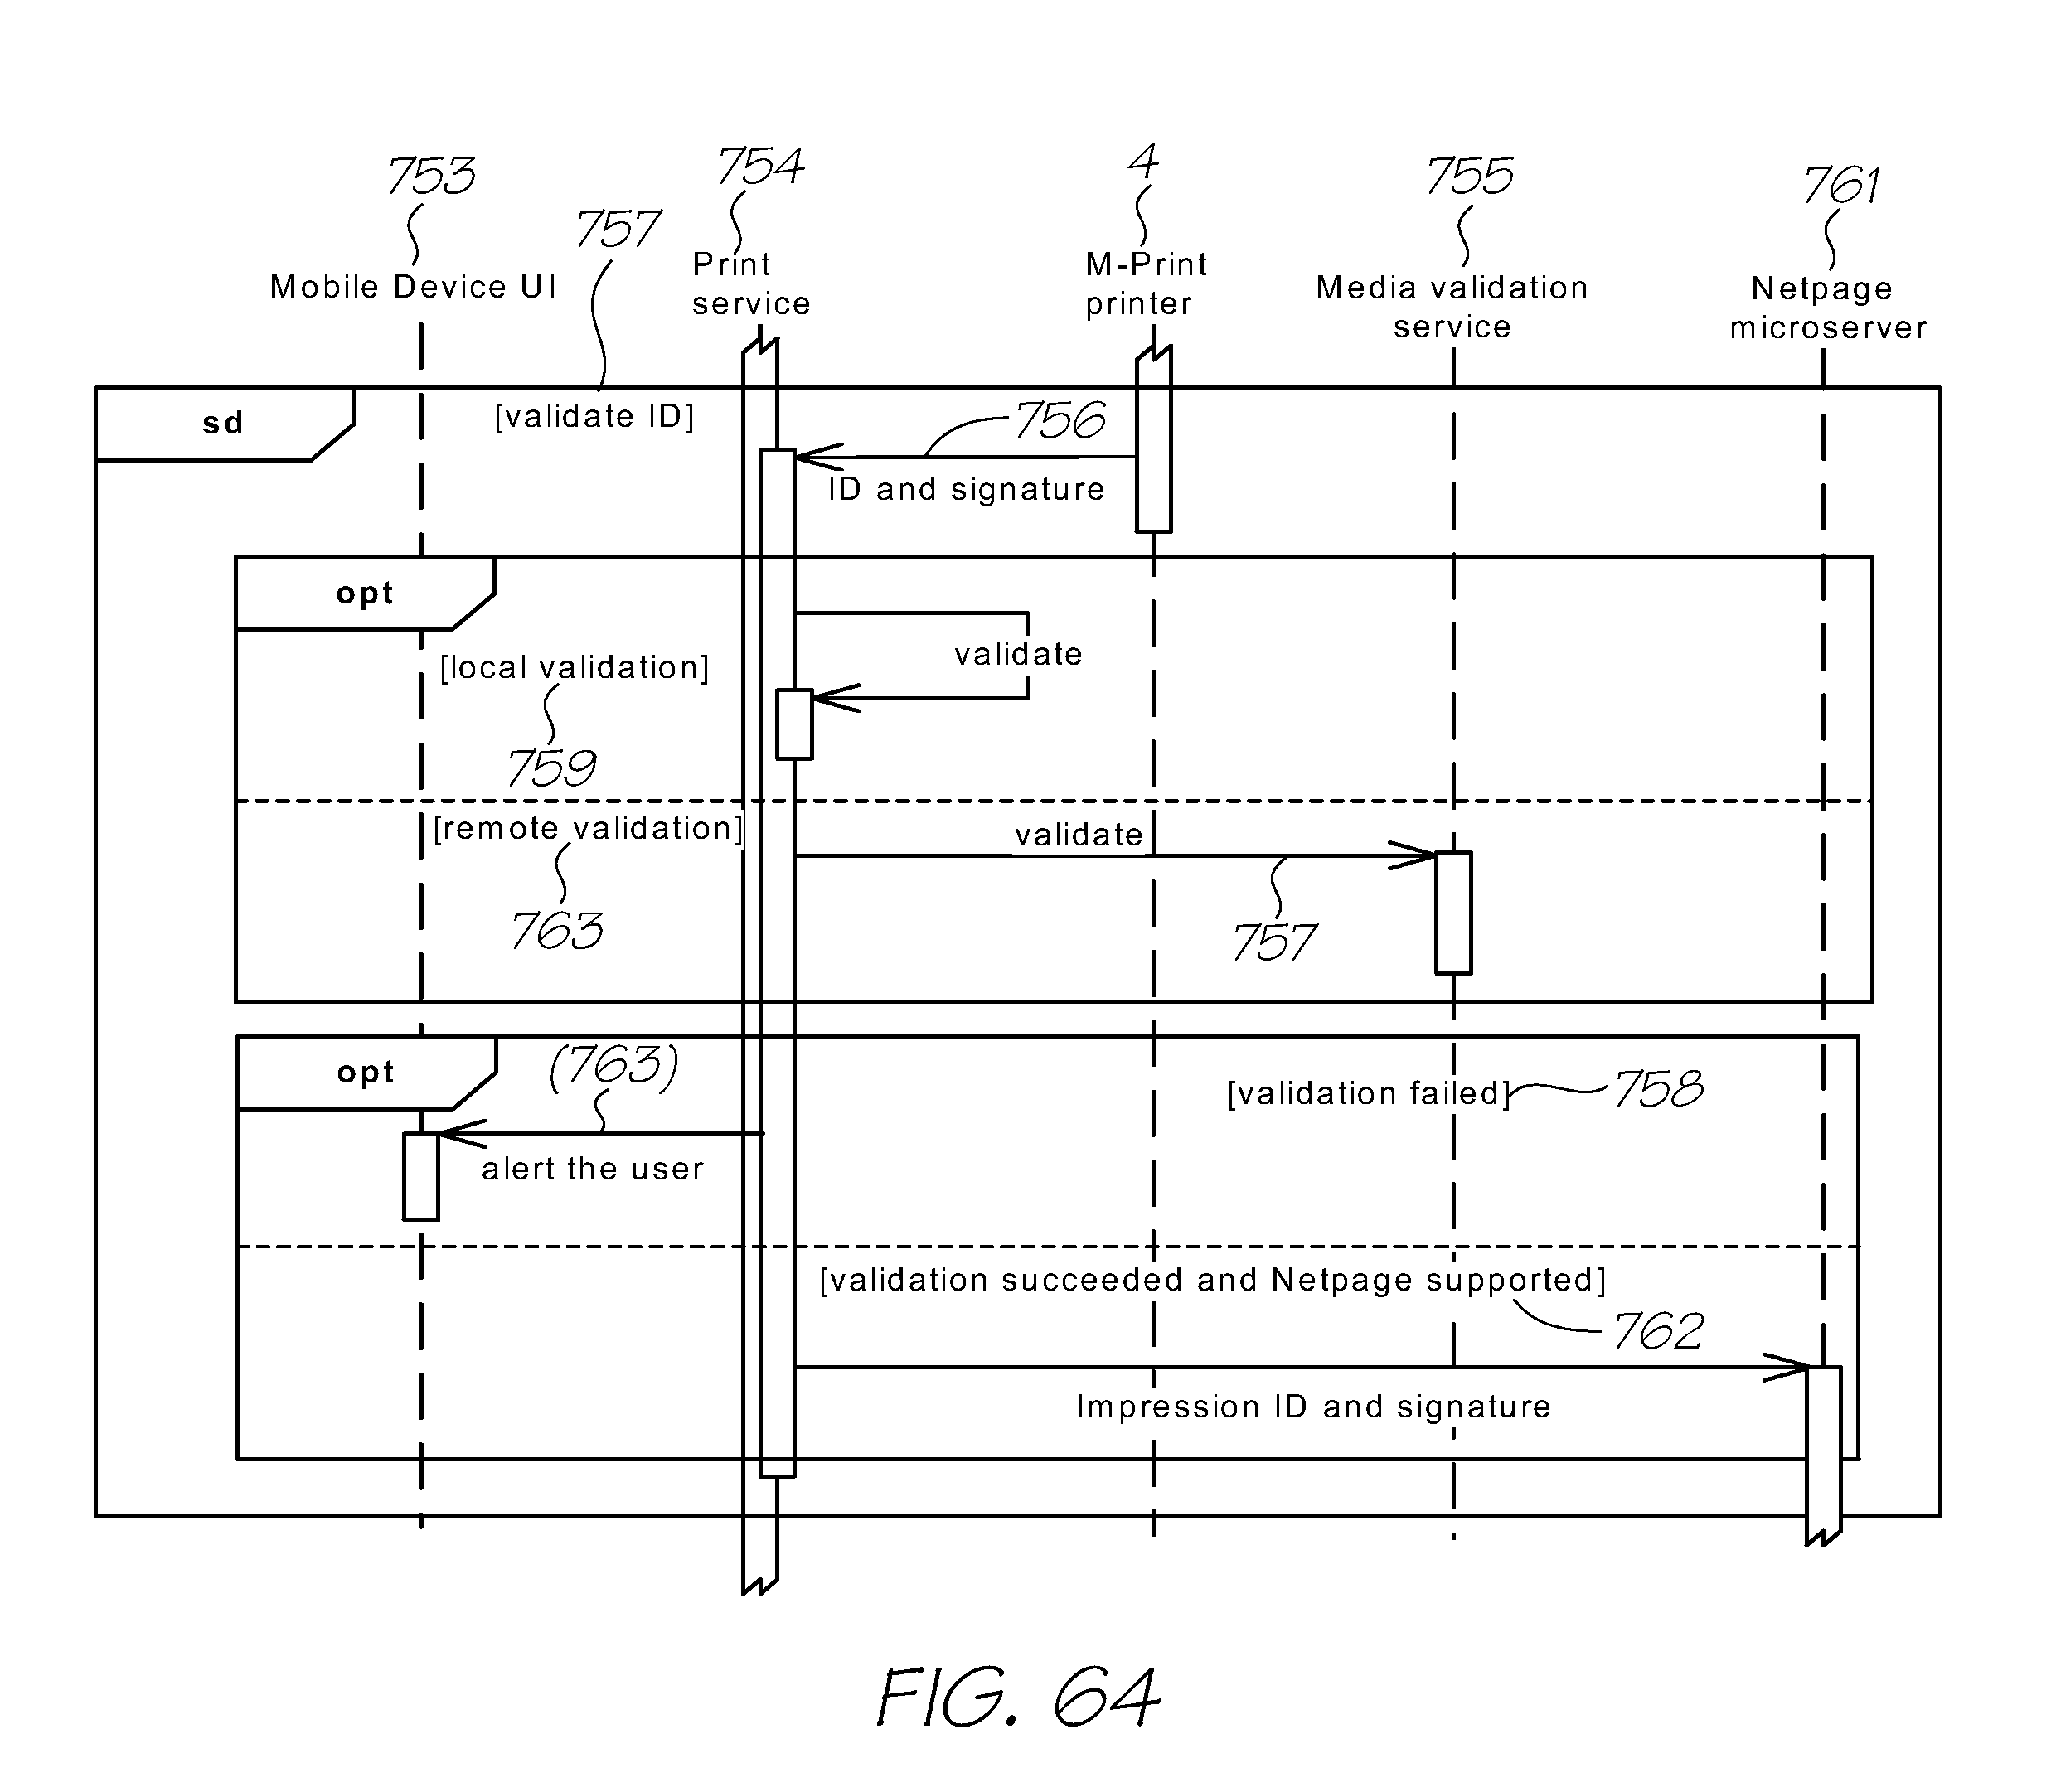 753
754
4
755
761
757
Mobile Device UI
Print
service
M-Print
printer
Media validation
service
Netpage
microserver
sd
[validate ID]
756
ID and signature
opt
validate
[local validation]
759
[remote validation]
validate
763
757
opt
(763)
[validation failed]
758
alert the user
[validation succeeded and Netpage supported]
762
Impression ID and signature
FIG. 64